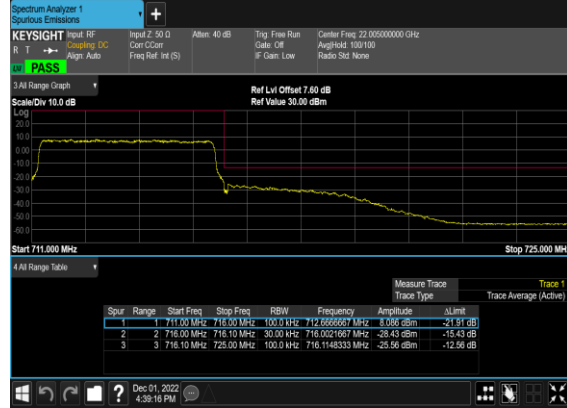 Spectrum Analyzer 1
Spurious Emissions
+
KEYSIGHT Input: RF Input Z: 50 Ω Atten: 40 dB Trig: Free Run Center Freq: 22.005000000 GHz
R T Coupling: DC Corr CCorr Gate: Off Avg|Hold: 100/100
Align: Auto Freq Ref: Int (S) IF Gain: Low Radio Std: None
PASS
3 All Range Graph
Ref Lvl Offset 7.60 dB
Scale/Div 10.0 dB Ref Value 30.00 dBm
Log
20.0
10.0
0.00
-10.0
-20.0
-30.0
-40.0
-50.0
-60.0
Start 711.000 MHz Stop 725.000 MH
4 All Range Table
Measure Trace Trace 1
Trace Type Trace Average (Active)
Spur Range Start Freq Stop Freq RBW Frequency Amplitude ΔLimit
1 1 711.00 MHz 716.00 MHz 100.0 kHz 712.6666667 MHz 8.086 dBm -21.91 dB
2 2 716.00 MHz 716.10 MHz 30.00 kHz 716.0021667 MHz -28.43 dBm -15.43 dB
3 3 716.10 MHz 725.00 MHz 100.0 kHz 716.1148333 MHz -25.56 dBm -12.56 dB
? Dec 01, 2022
4:39:16 PM